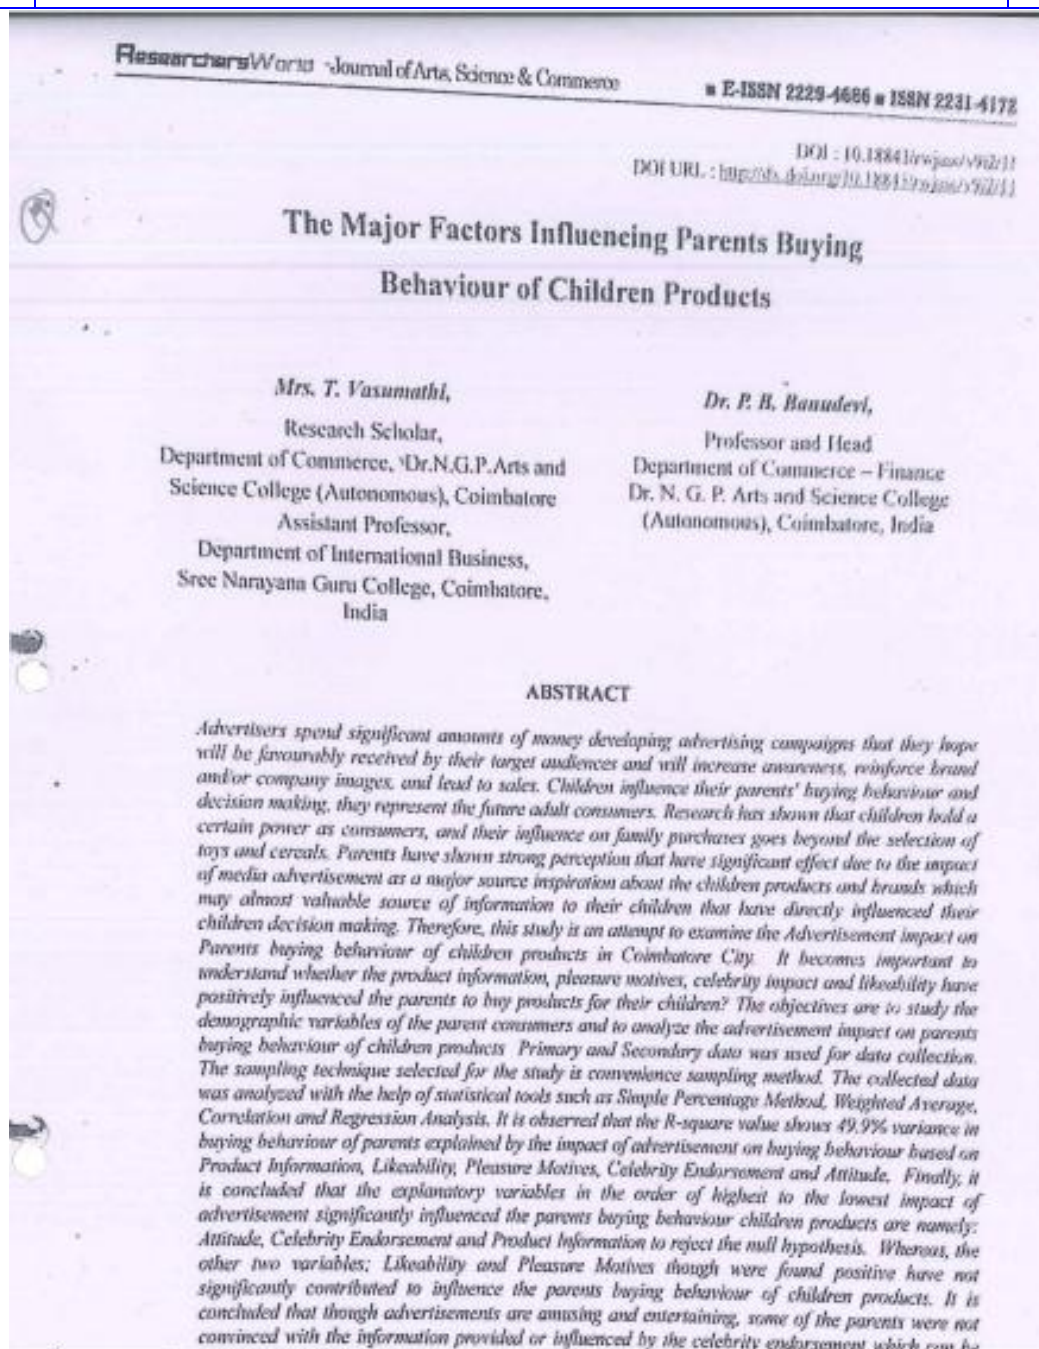 ResearchersWorld -Journal of Arts, Science & Commerce ■ E-ISSN 2229-4686 ■ ISSN 2231-4172
DOI : 10.18843/rwjasc/v9i2/11
DOI URL : http://dx.doi.org/10.18843/rwjasc/v9i2/11
The Major Factors Influencing Parents Buying
Behaviour of Children Products
Mrs. T. Vasumathi,
Research Scholar,
Department of Commerce, Dr.N.G.P.Arts and
Science College (Autonomous), Coimbatore
Assistant Professor,
Department of International Business,
Sree Narayana Guru College, Coimbatore,
India
Dr. P. B. Banudevi,
Professor and Head
Department of Commerce – Finance
Dr. N. G. P. Arts and Science College
(Autonomous), Coimbatore, India
ABSTRACT
Advertisers spend significant amounts of money developing advertising campaigns that they hope
will be favourably received by their target audiences and will increase awareness, reinforce brand
and/or company images, and lead to sales. Children influence their parents' buying behaviour and
decision making, they represent the future adult consumers. Research has shown that children hold a
certain power as consumers, and their influence on family purchases goes beyond the selection of
toys and cereals. Parents have shown strong perception that have significant effect due to the impact
of media advertisement as a major source inspiration about the children products and brands which
may almost valuable source of information to their children that have directly influenced their
children decision making. Therefore, this study is an attempt to examine the Advertisement impact on
Parents buying behaviour of children products in Coimbatore City. It becomes important to
understand whether the product information, pleasure motives, celebrity impact and likeability have
positively influenced the parents to buy products for their children? The objectives are to study the
demographic variables of the parent consumers and to analyze the advertisement impact on parents
buying behaviour of children products Primary and Secondary data was used for data collection.
The sampling technique selected for the study is convenience sampling method. The collected data
was analyzed with the help of statistical tools such as Simple Percentage Method, Weighted Average,
Correlation and Regression Analysis. It is observed that the R-square value shows 49.9% variance in
buying behaviour of parents explained by the impact of advertisement on buying behaviour based on
Product Information, Likeability, Pleasure Motives, Celebrity Endorsement and Attitude. Finally, it
is concluded that the explanatory variables in the order of highest to the lowest impact of
advertisement significantly influenced the parents buying behaviour children products are namely:
Attitude, Celebrity Endorsement and Product Information to reject the null hypothesis. Whereas, the
other two variables; Likeability and Pleasure Motives though were found positive have not
significantly contributed to influence the parents buying behaviour of children products. It is
concluded that though advertisements are amusing and entertaining, some of the parents were not
convinced with the information provided or influenced by the celebrity endorsement which can be